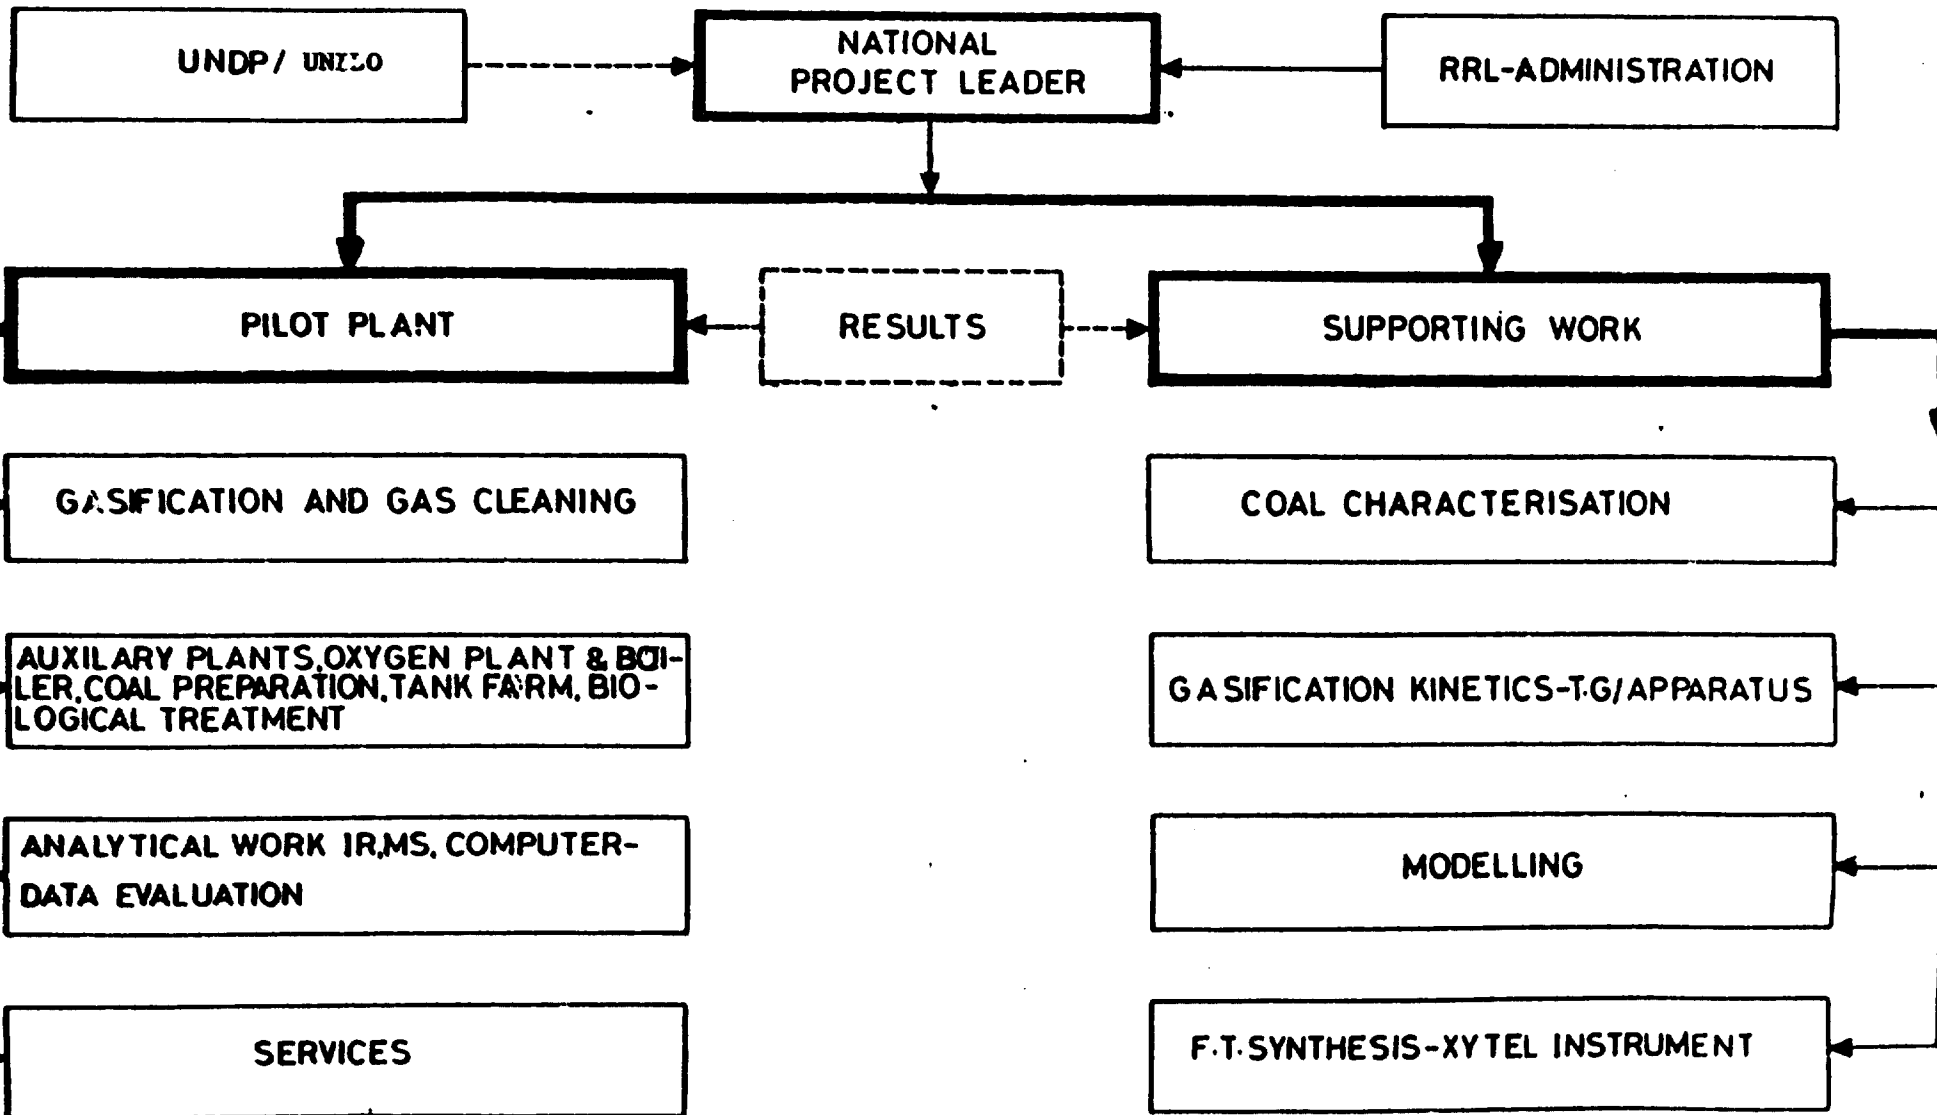 UNDP/ UNILO
NATIONAL
PROJECT LEADER
RRL-ADMINISTRATION
PILOT PLANT
RESULTS
SUPPORTING WORK
GASIFICATION AND GAS CLEANING
COAL CHARACTERISATION
AUXILARY PLANTS, OXYGEN PLANT & BOI-
LER, COAL PREPARATION, TANK FARM, BIO-
LOGICAL TREATMENT
GASIFICATION KINETICS-T.G/APPARATUS
ANALYTICAL WORK IR,MS, COMPUTER-
DATA EVALUATION
MODELLING
SERVICES
F.T. SYNTHESIS-XYTEL INSTRUMENT